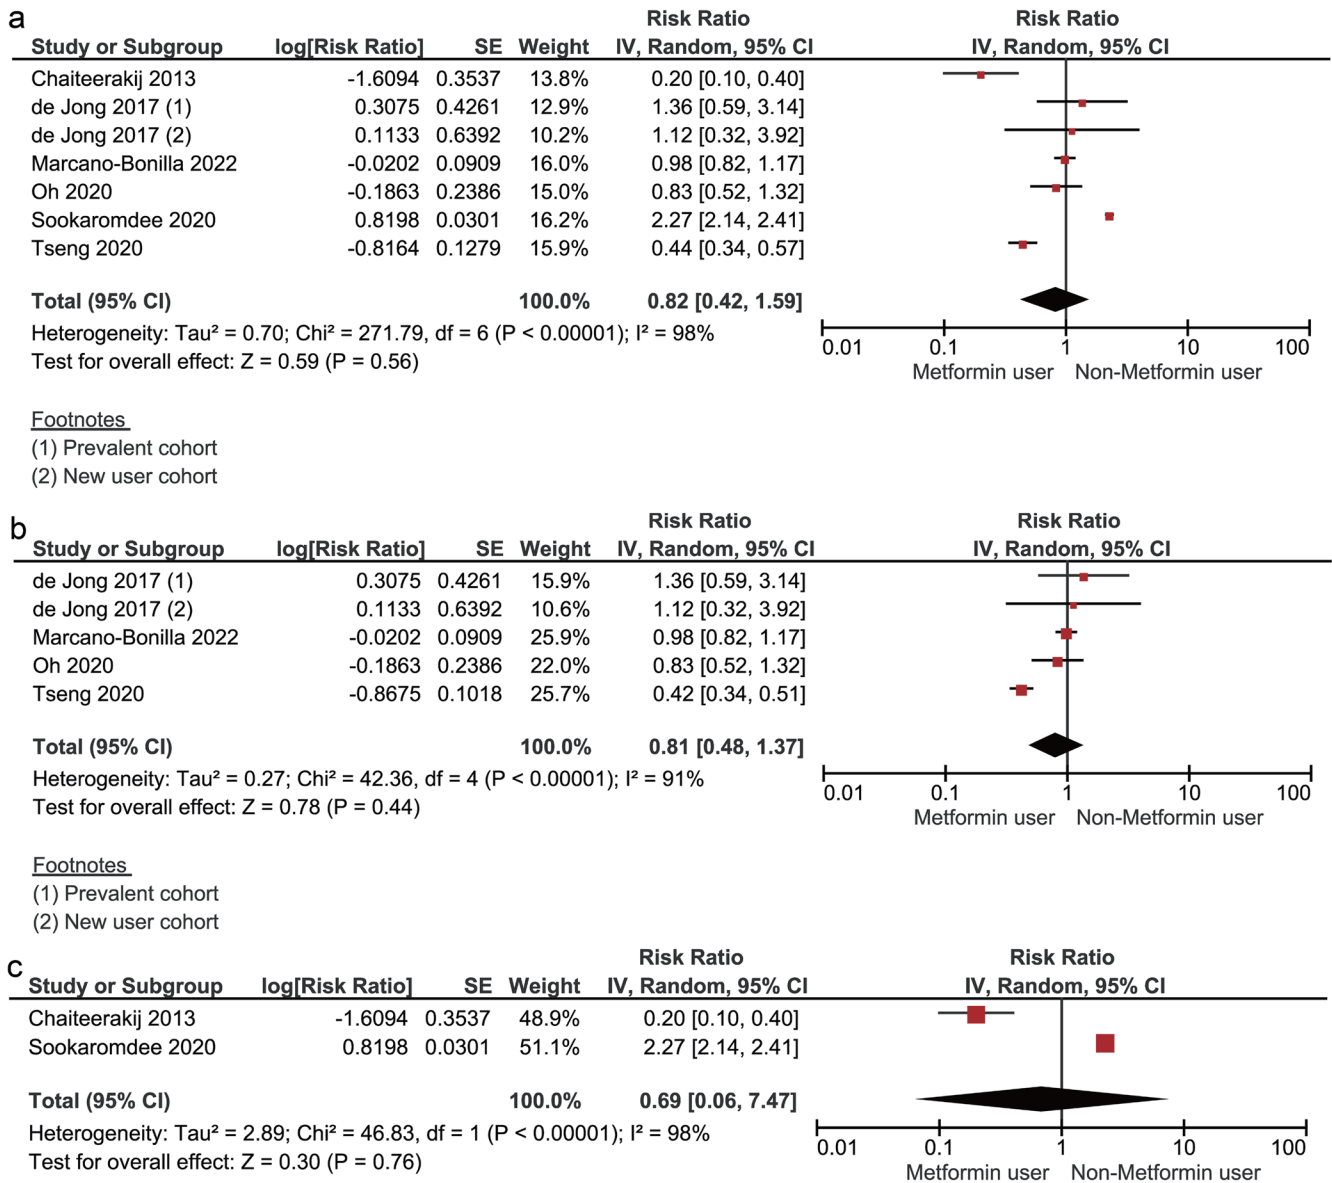 a
Risk Ratio Risk Ratio
Study or Subgroup log[Risk Ratio] SE Weight IV, Random, 95% CI IV, Random, 95% CI
Chaiteerakij 2013 -1.6094 0.3537 13.8% 0.20 [0.10, 0.40]
de Jong 2017 (1) 0.3075 0.4261 12.9% 1.36 [0.59, 3.14]
de Jong 2017 (2) 0.1133 0.6392 10.2% 1.12 [0.32, 3.92]
Marcano-Bonilla 2022 -0.0202 0.0909 16.0% 0.98 [0.82, 1.17]
Oh 2020 -0.1863 0.2386 15.0% 0.83 [0.52, 1.32]
Sookaromdee 2020 0.8198 0.0301 16.2% 2.27 [2.14, 2.41]
Tseng 2020 -0.8164 0.1279 15.9% 0.44 [0.34, 0.57]
Total (95% CI) 100.0% 0.82 [0.42, 1.59]
Heterogeneity: Tau² = 0.70; Chi² = 271.79, df = 6 (P < 0.00001); I² = 98%
Test for overall effect: Z = 0.59 (P = 0.56)
0.01 0.1 1 10 100
Metformin user Non-Metformin user
Footnotes
(1) Prevalent cohort
(2) New user cohort
b
Risk Ratio Risk Ratio
Study or Subgroup log[Risk Ratio] SE Weight IV, Random, 95% CI IV, Random, 95% CI
de Jong 2017 (1) 0.3075 0.4261 15.9% 1.36 [0.59, 3.14]
de Jong 2017 (2) 0.1133 0.6392 10.6% 1.12 [0.32, 3.92]
Marcano-Bonilla 2022 -0.0202 0.0909 25.9% 0.98 [0.82, 1.17]
Oh 2020 -0.1863 0.2386 22.0% 0.83 [0.52, 1.32]
Tseng 2020 -0.8675 0.1018 25.7% 0.42 [0.34, 0.51]
Total (95% CI) 100.0% 0.81 [0.48, 1.37]
Heterogeneity: Tau² = 0.27; Chi² = 42.36, df = 4 (P < 0.00001); I² = 91%
Test for overall effect: Z = 0.78 (P = 0.44)
0.01 0.1 1 10 100
Metformin user Non-Metformin user
Footnotes
(1) Prevalent cohort
(2) New user cohort
c
Risk Ratio Risk Ratio
Study or Subgroup log[Risk Ratio] SE Weight IV, Random, 95% CI IV, Random, 95% CI
Chaiteerakij 2013 -1.6094 0.3537 48.9% 0.20 [0.10, 0.40]
Sookaromdee 2020 0.8198 0.0301 51.1% 2.27 [2.14, 2.41]
Total (95% CI) 100.0% 0.69 [0.06, 7.47]
Heterogeneity: Tau² = 2.89; Chi² = 46.83, df = 1 (P < 0.00001); I² = 98%
Test for overall effect: Z = 0.30 (P = 0.76)
0.01 0.1 1 10 100
Metformin user Non-Metformin user